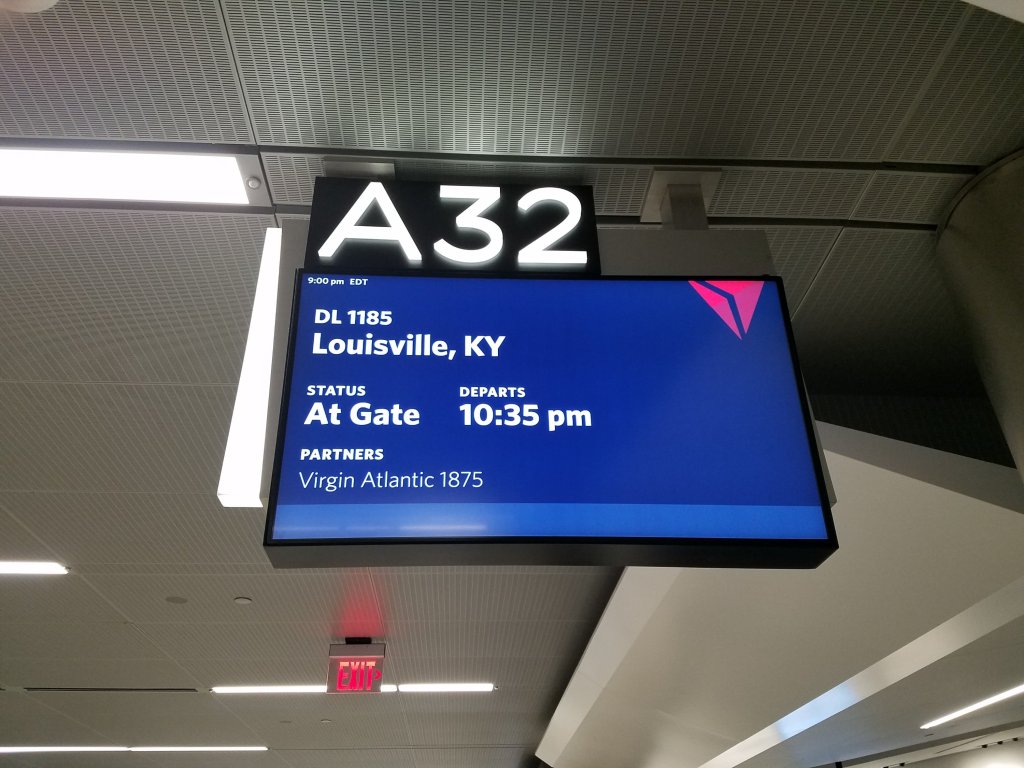 A32
9:00 pm EDT
DL 1185
Louisville, KY
STATUS DEPARTS
At Gate 10:35 pm
PARTNERS
Virgin Atlantic 1875
EXIT